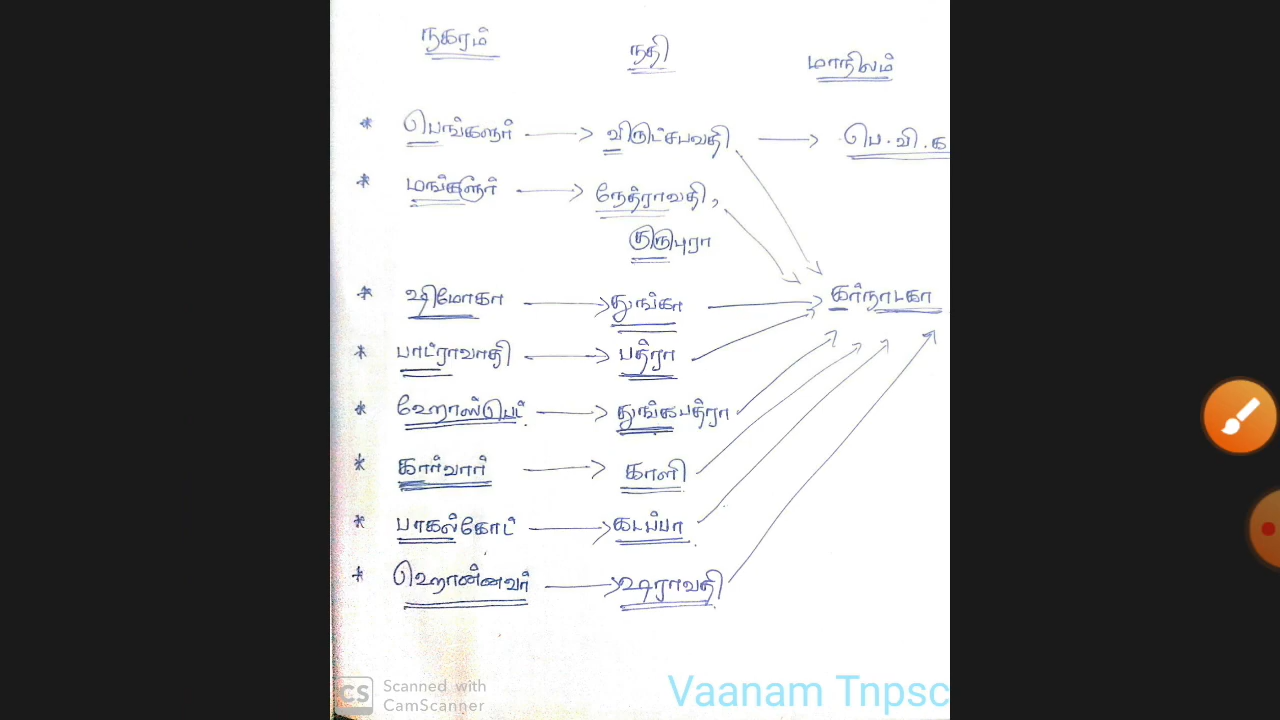 நகரம் நதி மாநிலம்
* பெங்களூர் → விருட்சபவதி → பெ.வி.க
* மங்களூர் → நேத்ராவதி,
குருபுரா
* ஷிமோகா → துங்கா → கர்நாடகா
* பாட்ராவாதி → பத்ரா
* ஹோஸ்பெட் → துங்கபத்ரா
* கார்வார் → காளி
* பாகல்கோட் → கடப்பா
* ஹொன்னவர் → ஷராவதி
CS Scanned with
CamScanner
Vaanam Tnpsc